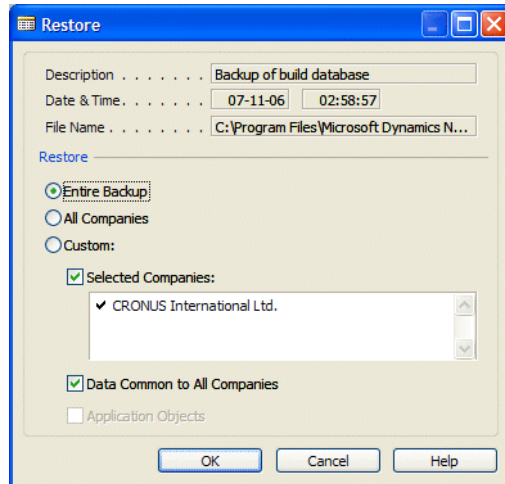 Restore
Description . . . . . . . Backup of build database
Date & Time. . . . . . . 07-11-06 02:58:57
File Name . . . . . . . . C:\Program Files\Microsoft Dynamics N...
Restore
Entire Backup
All Companies
Custom:
Selected Companies:
CRONUS International Ltd.
Data Common to All Companies
Application Objects
OK Cancel Help